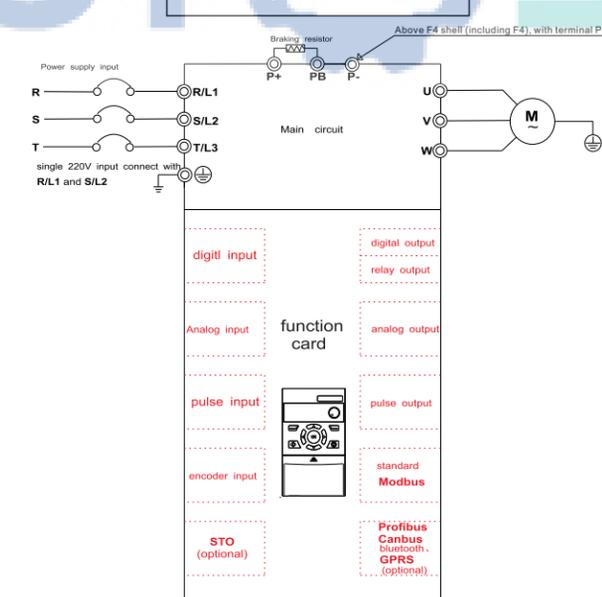 Above F4 shell (including F4), with terminal P
Braking resistor
P+ PB P-
Power supply input
R R/L1 U
S S/L2 Main circuit V M
~
T T/L3 W
single 220V input connect with
R/L1 and S/L2
digitl input digital output
relay output
Analog input function analog output
card
pulse input pulse output
encoder input standard
Modbus
STO Profibus
(optional) Canbus
bluetooth、
GPRS
(optional)